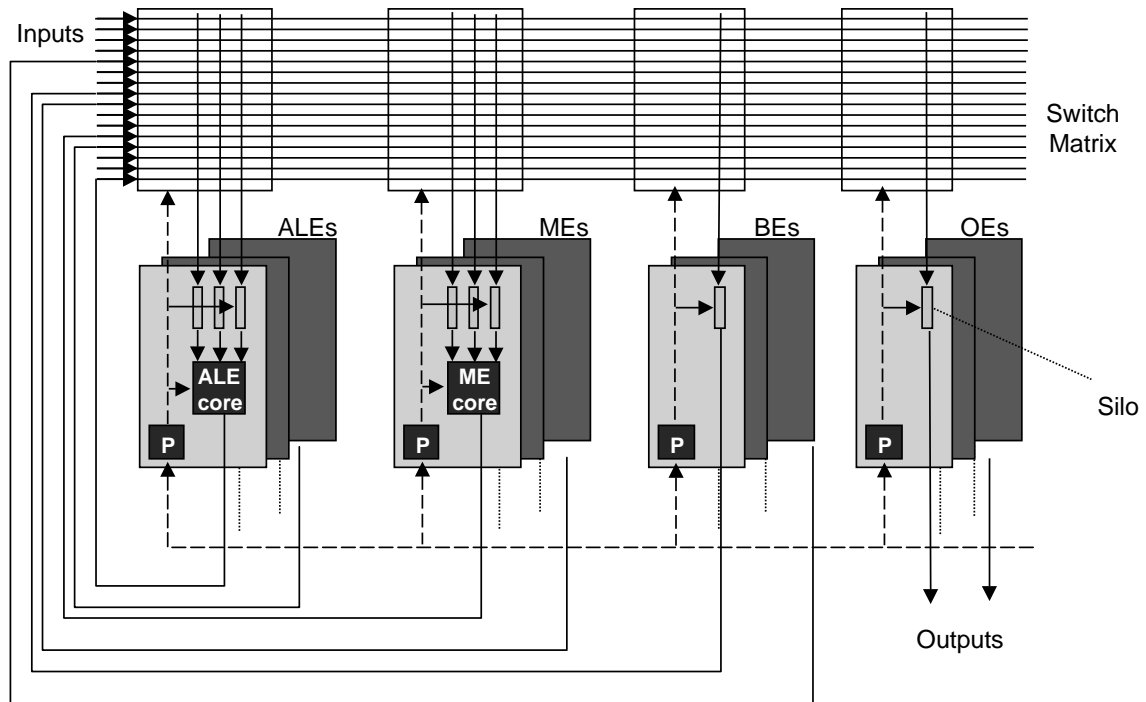 Inputs
Switch
Matrix
ALEs
MEs
BEs
OEs
ALE
core
ME
core
Silo
P
P
P
P
Outputs